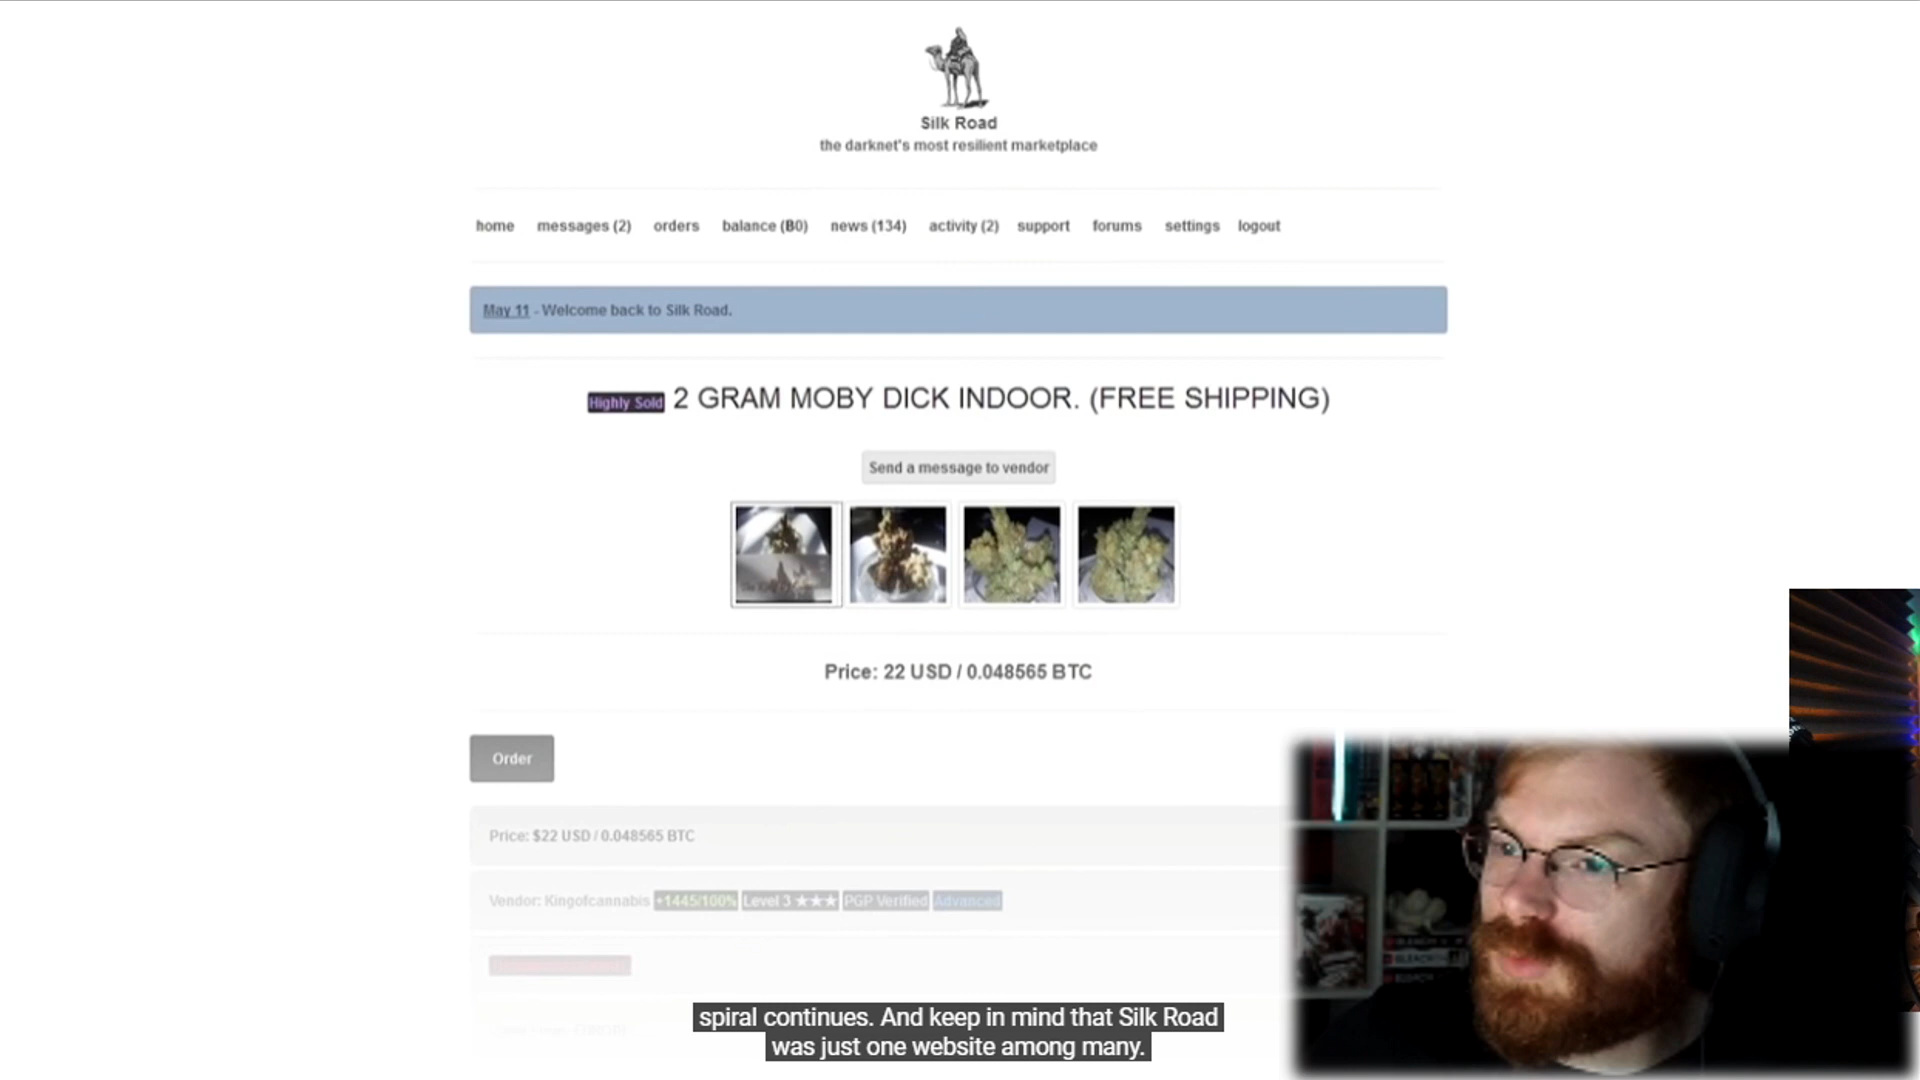 Silk Road
the darknet's most resilient marketplace
home messages (2) orders balance (B0) news (134) activity (2) support forums settings logout
May 11 - Welcome back to Silk Road.
Highly Sold 2 GRAM MOBY DICK INDOOR. (FREE SHIPPING)
Send a message to vendor
Price: 22 USD / 0.048565 BTC
Order
Price: $22 USD / 0.048565 BTC
Vendor: Kingofcannabis +1445/100% Level 3 ★★★ PGP Verified Advanced
spiral continues. And keep in mind that Silk Road
was just one website among many.
BLEACH